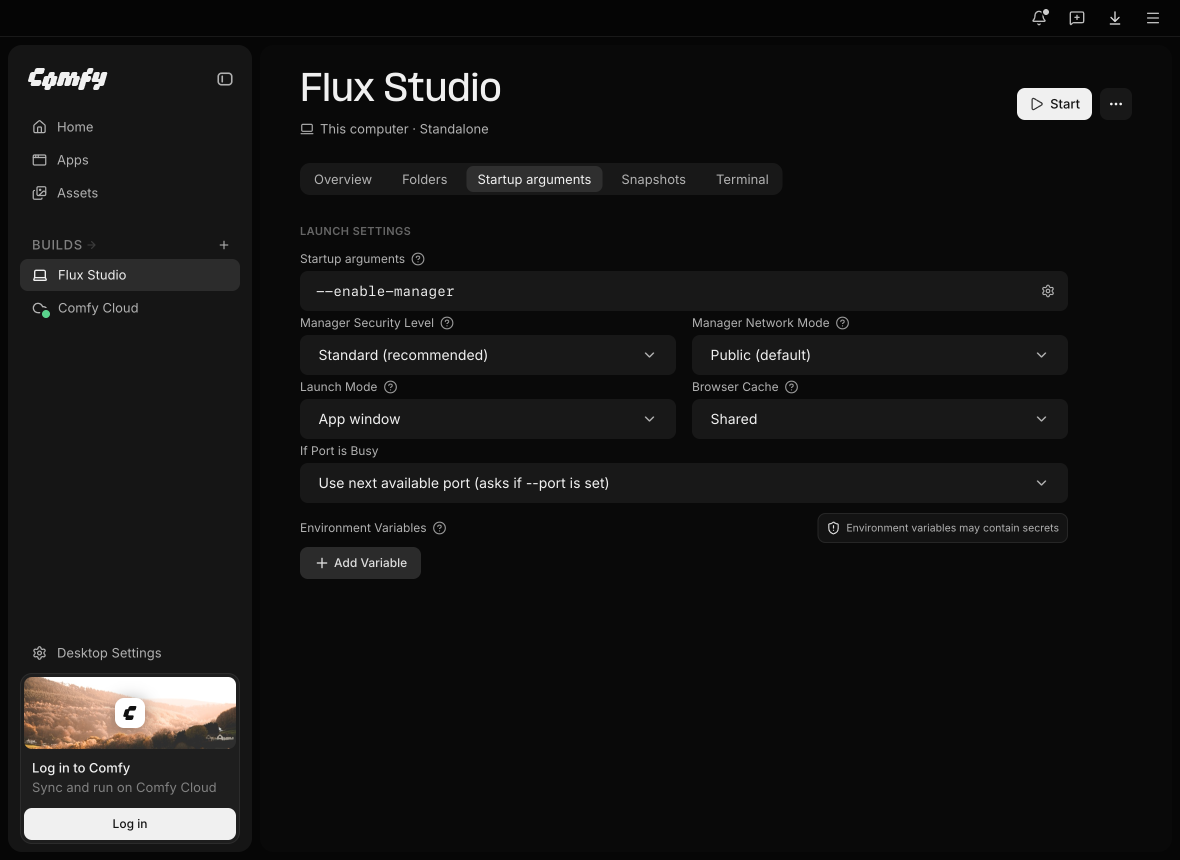 Comfy
Home
Apps
Assets
BUILDS
Flux Studio
Comfy Cloud
Desktop Settings
Log in to Comfy
Sync and run on Comfy Cloud
Log in
Flux Studio
This computer · Standalone
Start
Overview
Folders
Startup arguments
Snapshots
Terminal
LAUNCH SETTINGS
Startup arguments
--enable-manager
Manager Security Level
Manager Network Mode
Standard (recommended)
Public (default)
Launch Mode
Browser Cache
App window
Shared
If Port is Busy
Use next available port (asks if --port is set)
Environment Variables
Environment variables may contain secrets
Add Variable